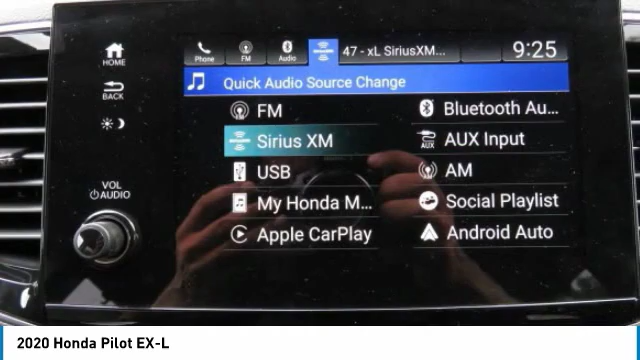 HOME
BACK
VOL
AUDIO
Phone
FM
Audio
47 - xL SiriusXM...
9:25
Quick Audio Source Change
FM
Bluetooth Au...
Sirius XM
AUX
AUX Input
USB
AM
My Honda M...
Social Playlist
Apple CarPlay
Android Auto
2020 Honda Pilot EX-L